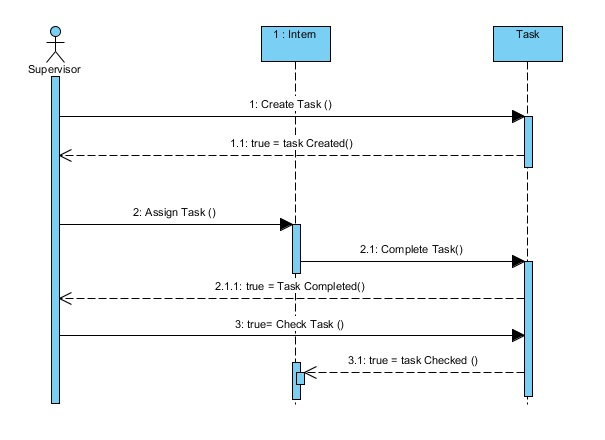 1 : Intern
Task
Supervisor
1: Create Task ()
1.1: true = task Created()
2: Assign Task ()
2.1: Complete Task()
2.1.1: true = Task Completed()
3: true= Check Task ()
3.1: true = task Checked ()